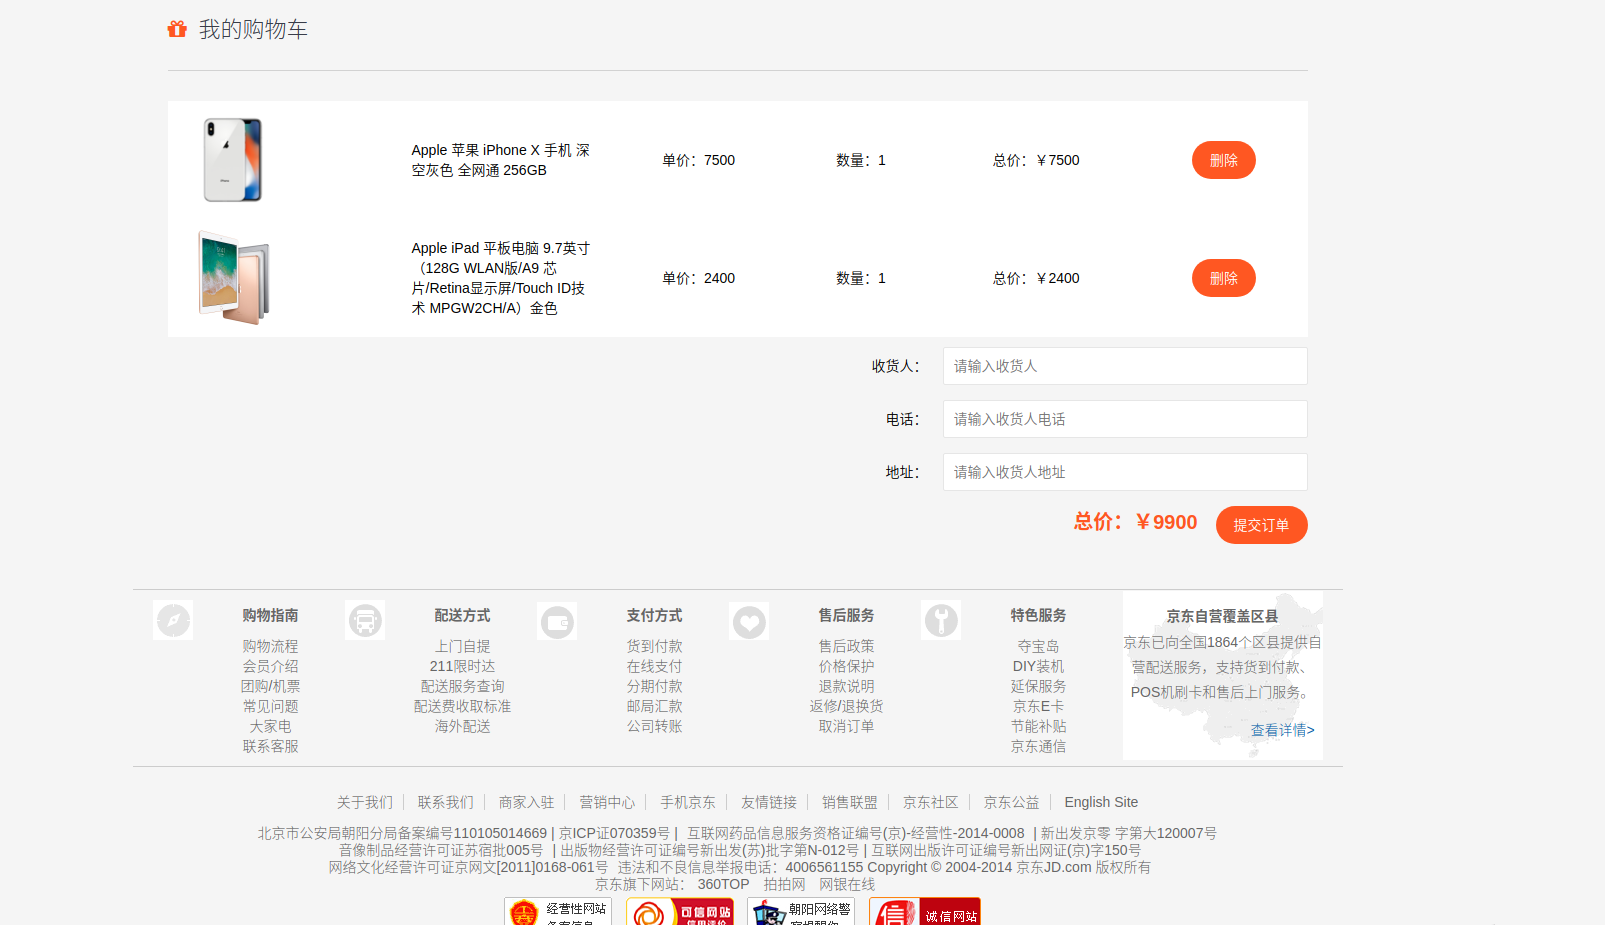 我的购物车
Apple 苹果 iPhone X 手机 深
空灰色 全网通 256GB
单价：7500
数量：1
总价：￥7500
删除
Apple iPad 平板电脑 9.7英寸
（128G WLAN版/A9 芯
片/Retina显示屏/Touch ID技
术 MPGW2CH/A）金色
单价：2400
数量：1
总价：￥2400
删除
收货人：
请输入收货人
电话：
请输入收货人电话
地址：
请输入收货人地址
总价：￥9900
提交订单
购物指南
购物流程
会员介绍
团购/机票
常见问题
大家电
联系客服
配送方式
上门自提
211限时达
配送服务查询
配送费收取标准
海外配送
支付方式
货到付款
在线支付
分期付款
邮局汇款
公司转账
售后服务
售后政策
价格保护
退款说明
返修/退换货
取消订单
特色服务
夺宝岛
DIY装机
延保服务
京东E卡
节能补贴
京东通信
京东自营覆盖区县
京东已向全国1864个区县提供自
营配送服务，支持货到付款、
POS机刷卡和售后上门服务。
查看详情>
关于我们 联系我们 商家入驻 营销中心 手机京东 友情链接 销售联盟 京东社区 京东公益 English Site
北京市公安局朝阳分局备案编号110105014669 | 京ICP证070359号 | 互联网药品信息服务资格证编号(京)-经营性-2014-0008 | 新出发京零 字第大120007号
音像制品经营许可证苏宿批005号 | 出版物经营许可证编号新出发(苏)批字第N-012号 | 互联网出版许可证编号新出网证(京)字150号
网络文化经营许可证京网文[2011]0168-061号 违法和不良信息举报电话：4006561155 Copyright © 2004-2014 京东JD.com 版权所有
京东旗下网站： 360TOP 拍拍网 网银在线
经营性网站
可信网站
朝阳网络警
诚信网站